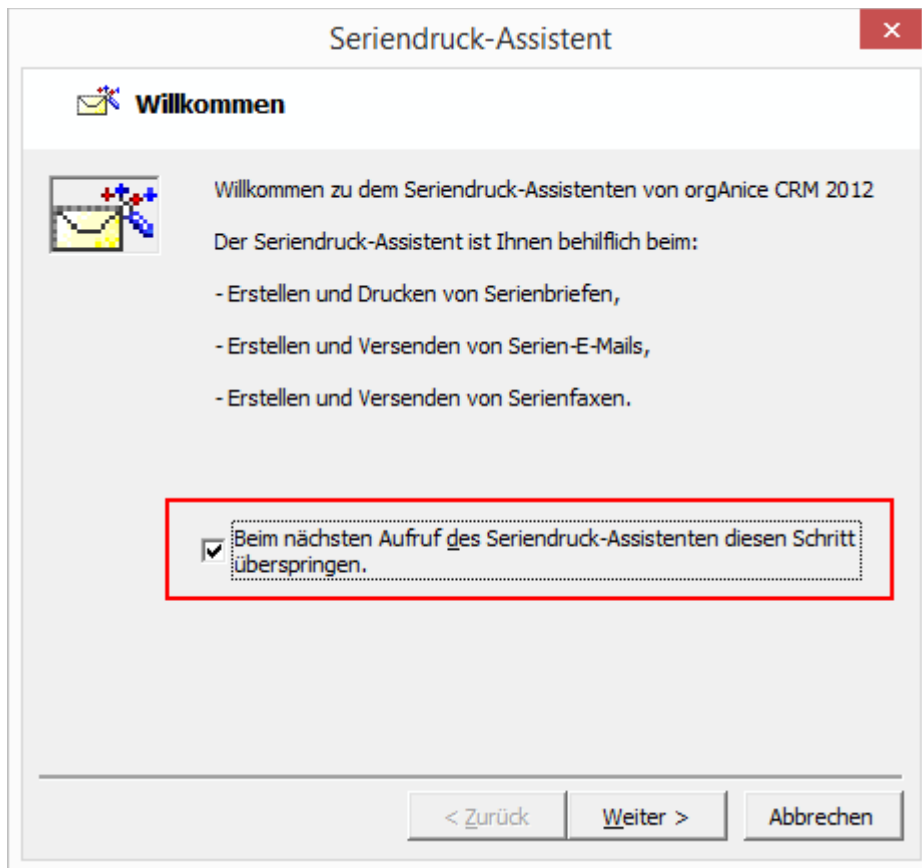 Seriendruck-Assistent
Willkommen
Willkommen zu dem Seriendruck-Assistenten von orgAnice CRM 2012
Der Seriendruck-Assistent ist Ihnen behilflich beim:
- Erstellen und Drucken von Serienbriefen,
- Erstellen und Versenden von Serien-E-Mails,
- Erstellen und Versenden von Serienfaxen.
Beim nächsten Aufruf des Seriendruck-Assistenten diesen Schritt
überspringen.
< Zurück Weiter > Abbrechen